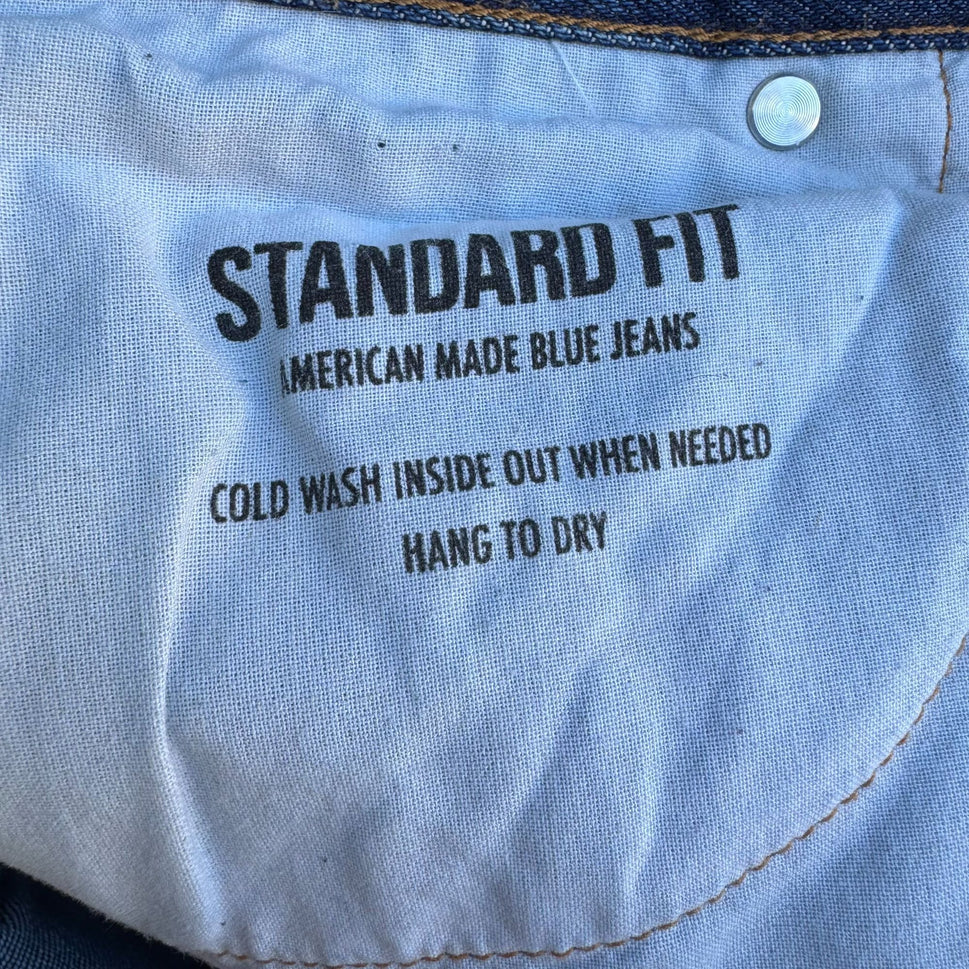 STANDARD FIT
AMERICAN MADE BLUE JEANS
COLD WASH INSIDE OUT WHEN NEEDED
HANG TO DRY